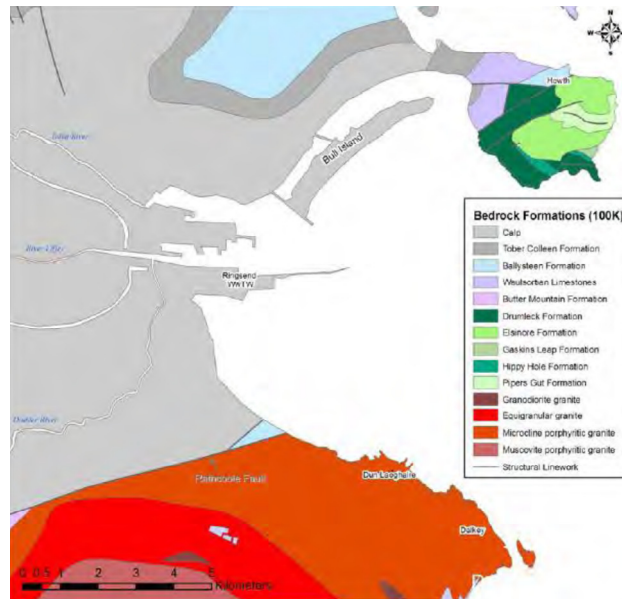 N
W E
S
Howth
Bull Island
Tolka River
River Liffey
Ringsend
WWTW
Dodder River
Rathcoole Fault
Dun Laoghaire
Dalkey
Bedrock Formations (100K)
Calp
Tober Colleen Formation
Ballysteen Formation
Waulsortian Limestones
Butter Mountain Formation
Drumleck Formation
Elsinore Formation
Gaskins Leap Formation
Hippy Hole Formation
Pipers Gut Formation
Granodiorite granite
Equigranular granite
Microcline porphyritic granite
Muscovite porphyritic granite
Structural Linework
0 0.5 1 2 3 4 5
Kilometers